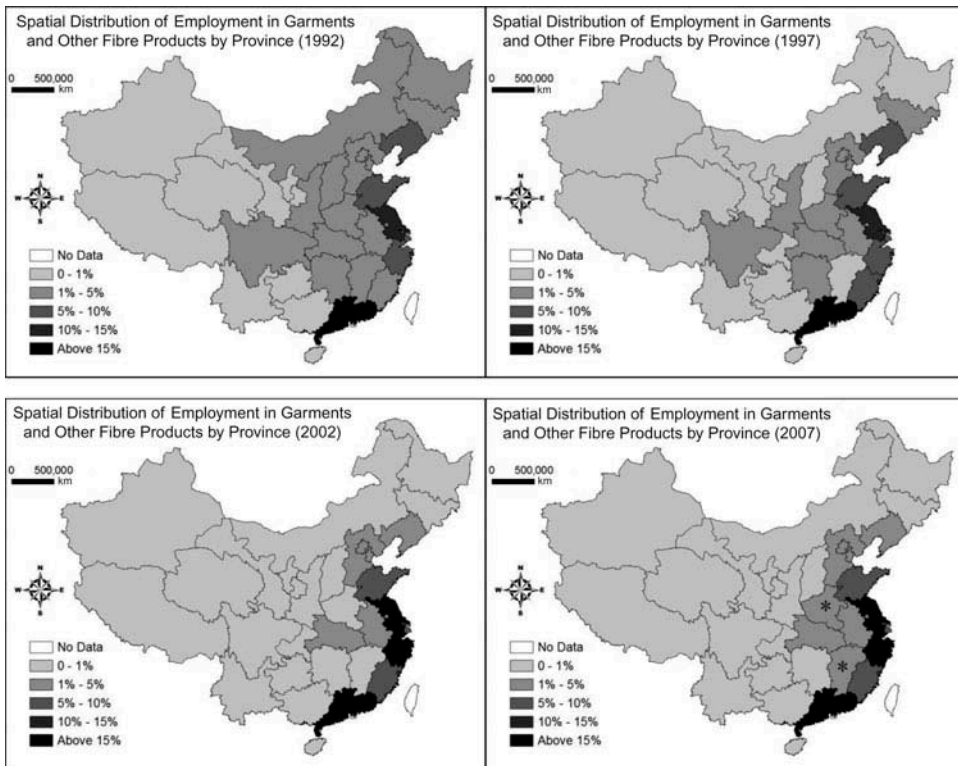 Spatial Distribution of Employment in Garments
and Other Fibre Products by Province (1992)
0 500,000
km
N
W E
S
No Data
0 - 1%
1% - 5%
5% - 10%
10% - 15%
Above 15%
Spatial Distribution of Employment in Garments
and Other Fibre Products by Province (1997)
0 500,000
km
N
W E
S
No Data
0 - 1%
1% - 5%
5% - 10%
10% - 15%
Above 15%
Spatial Distribution of Employment in Garments
and Other Fibre Products by Province (2002)
0 500,000
km
N
W E
S
No Data
0 - 1%
1% - 5%
5% - 10%
10% - 15%
Above 15%
Spatial Distribution of Employment in Garments
and Other Fibre Products by Province (2007)
0 500,000
km
N
W E
S
*
*
No Data
0 - 1%
1% - 5%
5% - 10%
10% - 15%
Above 15%